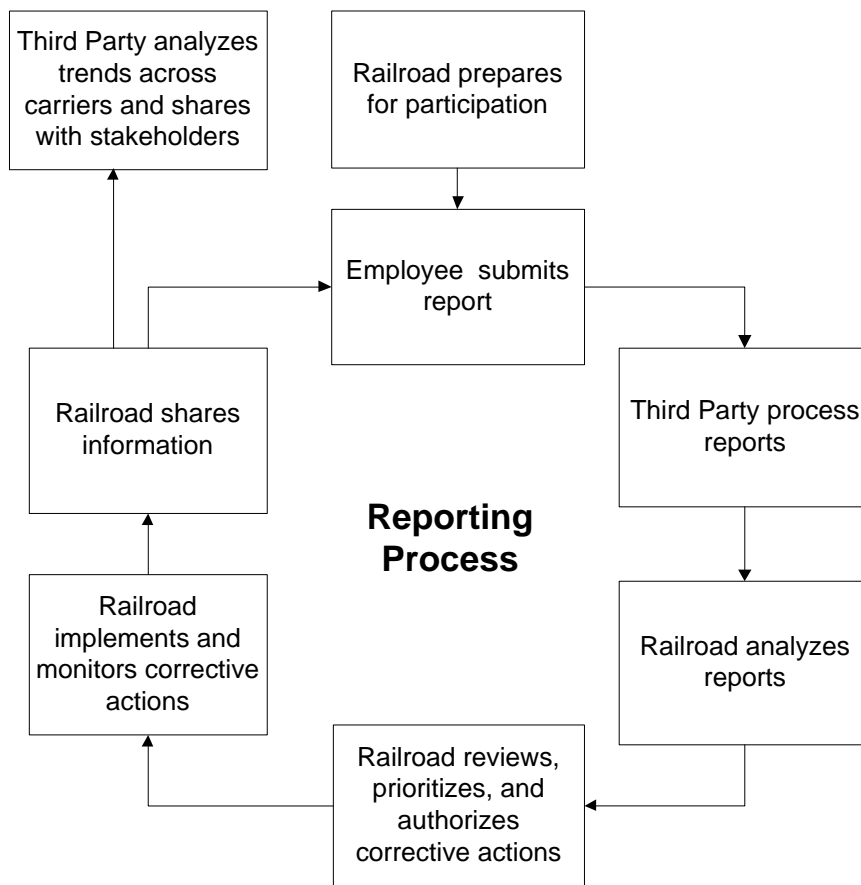 Third Party analyzes
trends across
carriers and shares
with stakeholders
Railroad prepares
for participation
Employee submits
report
Third Party process
reports
Railroad shares
information
Reporting
Process
Railroad
implements and
monitors corrective
actions
Railroad analyzes
reports
Railroad reviews,
prioritizes, and
authorizes
corrective actions